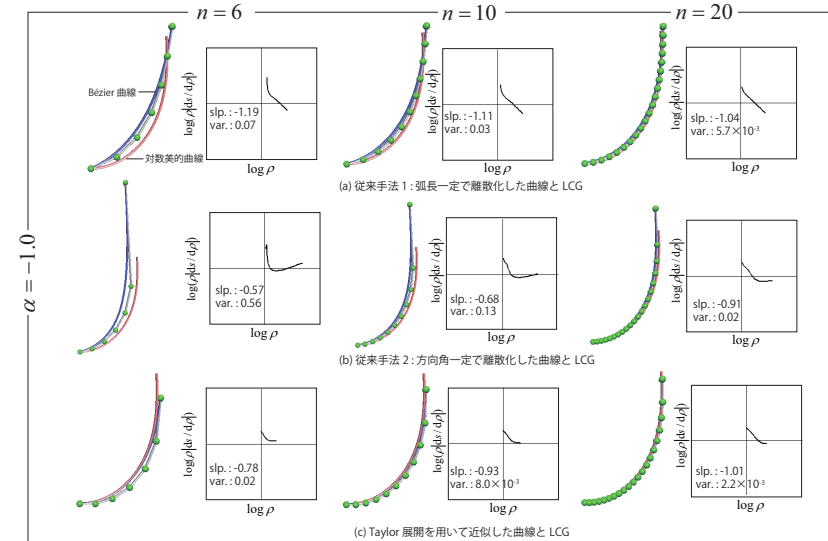 n = 6
n = 10
n = 20
α = −1.0
Bézier 曲線
対数美的曲線
log(ρ|ds / dρ|)
slp. : -1.19
var. : 0.07
log ρ
log(ρ|ds / dρ|)
slp. : -1.11
var. : 0.03
log ρ
log(ρ|ds / dρ|)
slp. : -1.04
var. : 5.7×10⁻³
log ρ
(a) 従来手法 1 : 弧長一定で離散化した曲線と LCG
log(ρ|ds / dρ|)
slp. : -0.57
var. : 0.56
log ρ
log(ρ|ds / dρ|)
slp. : -0.68
var. : 0.13
log ρ
log(ρ|ds / dρ|)
slp. : -0.91
var. : 0.02
log ρ
(b) 従来手法 2 : 方向角一定で離散化した曲線と LCG
log(ρ|ds / dρ|)
slp. : -0.78
var. : 0.02
log ρ
log(ρ|ds / dρ|)
slp. : -0.93
var. : 8.0×10⁻³
log ρ
log(ρ|ds / dρ|)
slp. : -1.01
var. : 2.2×10⁻³
log ρ
(c) Taylor 展開を用いて近似した曲線と LCG